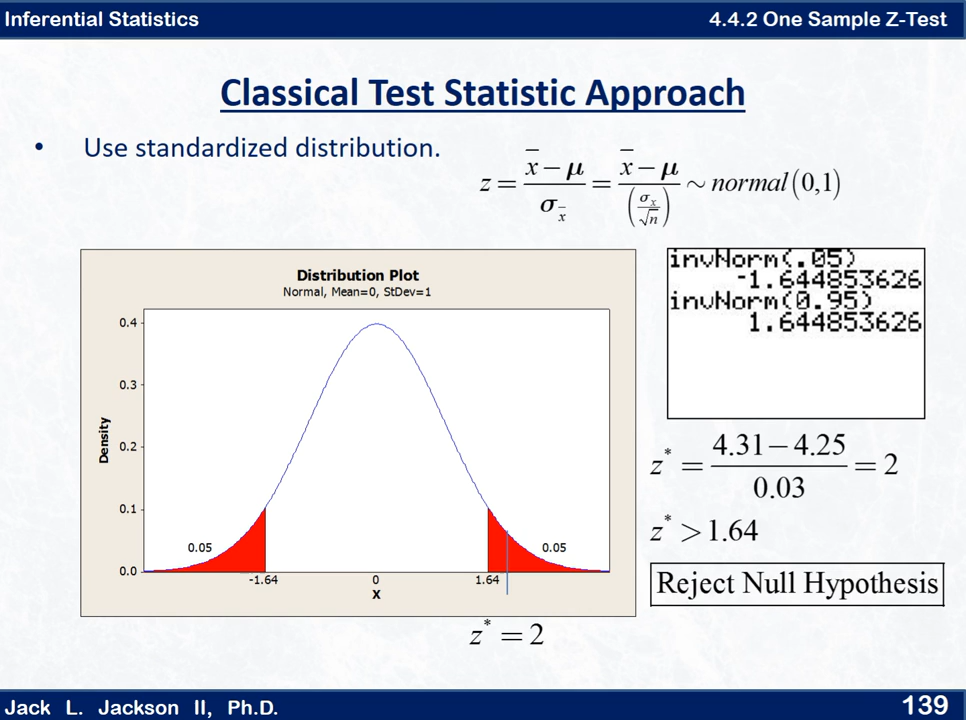 Inferential Statistics
4.4.2 One Sample Z-Test
Classical Test Statistic Approach
• Use standardized distribution.
z = (x̄ − μ) / σ_x̄ = (x̄ − μ) / (σ_x / √n) ~ normal(0,1)
Distribution Plot
Normal, Mean=0, StDev=1
0.4
0.3
0.2
0.1
0.0
Density
0.05
0.05
-1.64
0
1.64
X
z* = 2
invNorm(.05)
-1.644853626
invNorm(0.95)
1.644853626
z* = (4.31 − 4.25) / 0.03 = 2
z* > 1.64
Reject Null Hypothesis
Jack L. Jackson II, Ph.D.
139